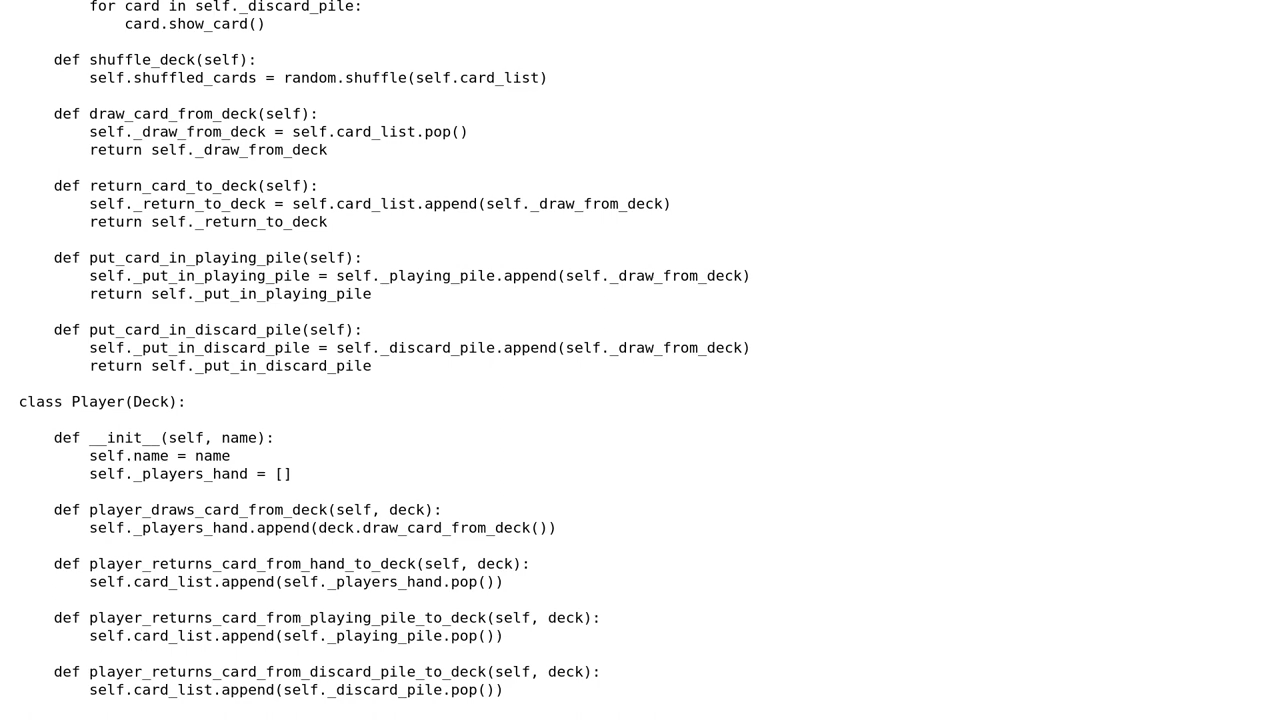 for card in self._discard_pile:
            card.show_card()

    def shuffle_deck(self):
        self.shuffled_cards = random.shuffle(self.card_list)

    def draw_card_from_deck(self):
        self._draw_from_deck = self.card_list.pop()
        return self._draw_from_deck

    def return_card_to_deck(self):
        self._return_to_deck = self.card_list.append(self._draw_from_deck)
        return self._return_to_deck

    def put_card_in_playing_pile(self):
        self._put_in_playing_pile = self._playing_pile.append(self._draw_from_deck)
        return self._put_in_playing_pile

    def put_card_in_discard_pile(self):
        self._put_in_discard_pile = self._discard_pile.append(self._draw_from_deck)
        return self._put_in_discard_pile

class Player(Deck):

    def __init__(self, name):
        self.name = name
        self._players_hand = []

    def player_draws_card_from_deck(self, deck):
        self._players_hand.append(deck.draw_card_from_deck())

    def player_returns_card_from_hand_to_deck(self, deck):
        self.card_list.append(self._players_hand.pop())

    def player_returns_card_from_playing_pile_to_deck(self, deck):
        self.card_list.append(self._playing_pile.pop())

    def player_returns_card_from_discard_pile_to_deck(self, deck):
        self.card_list.append(self._discard_pile.pop())